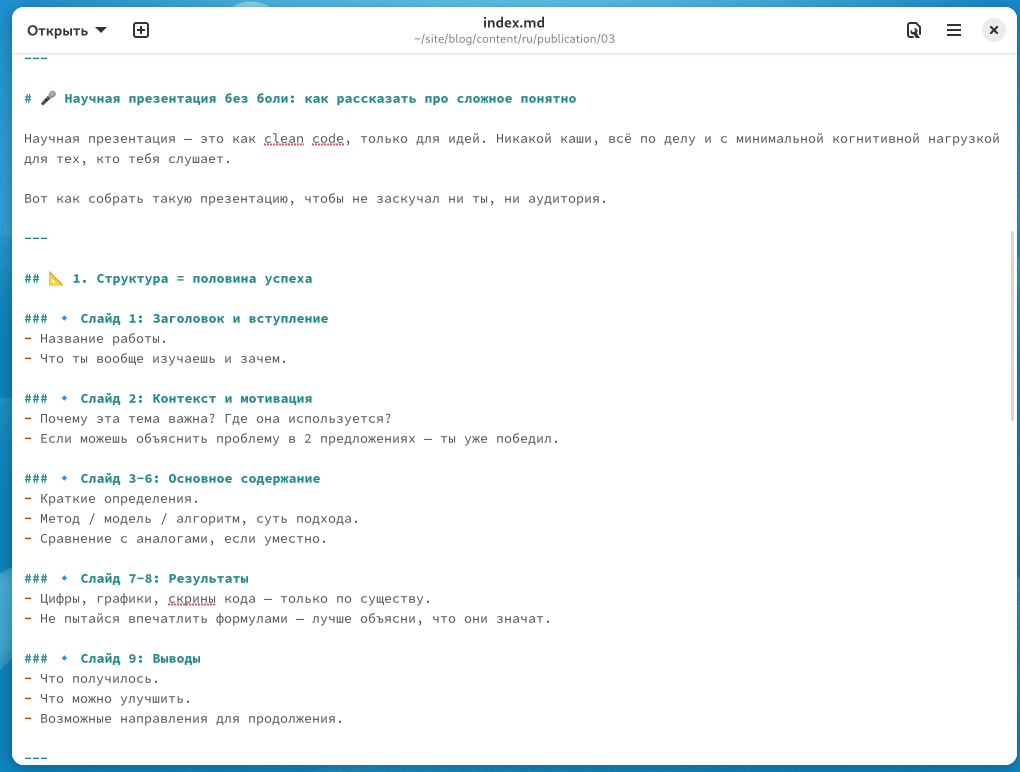 Открыть
index.md
~/site/blog/content/ru/publication/03
---
# 🎤 Научная презентация без боли: как рассказать про сложное понятно
Научная презентация — это как clean code, только для идей. Никакой каши, всё по делу и с минимальной когнитивной нагрузкой
для тех, кто тебя слушает.
Вот как собрать такую презентацию, чтобы не заскучал ни ты, ни аудитория.
---
## 📐 1. Структура = половина успеха
### 🔹 Слайд 1: Заголовок и вступление
- Название работы.
- Что ты вообще изучаешь и зачем.
### 🔹 Слайд 2: Контекст и мотивация
- Почему эта тема важна? Где она используется?
- Если можешь объяснить проблему в 2 предложениях — ты уже победил.
### 🔹 Слайд 3-6: Основное содержание
- Краткие определения.
- Метод / модель / алгоритм, суть подхода.
- Сравнение с аналогами, если уместно.
### 🔹 Слайд 7-8: Результаты
- Цифры, графики, скрины кода — только по существу.
- Не пытайся впечатлить формулами — лучше объясни, что они значат.
### 🔹 Слайд 9: Выводы
- Что получилось.
- Что можно улучшить.
- Возможные направления для продолжения.
---